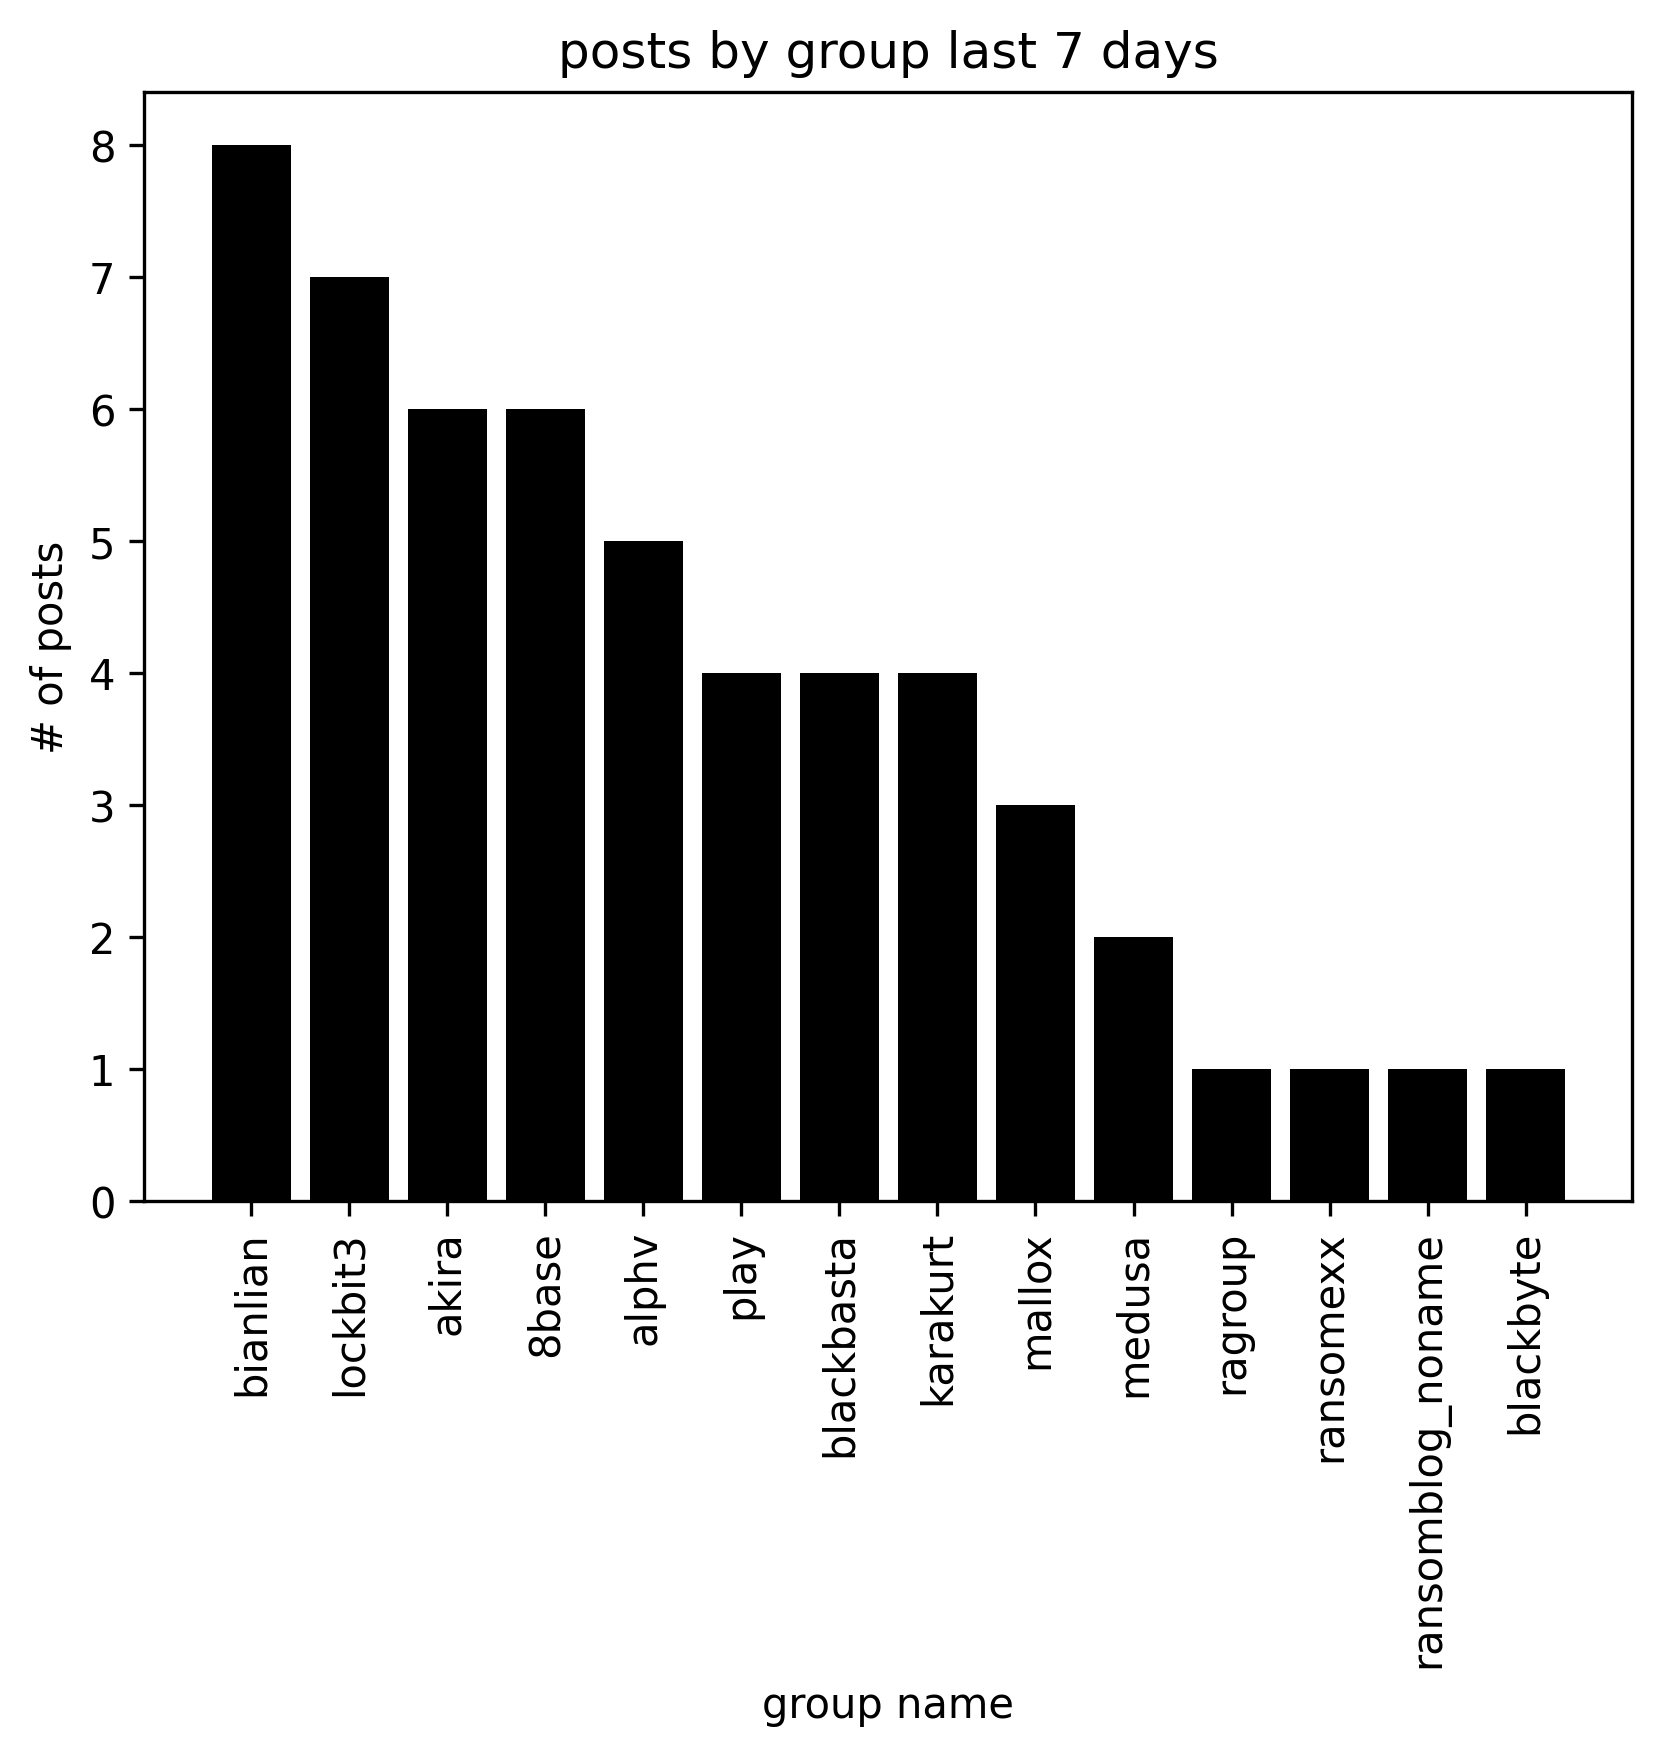 posts by group last 7 days
# of posts
8
7
6
5
4
3
2
1
0
bianlian
lockbit3
akira
8base
alphv
play
blackbasta
karakurt
mallox
medusa
ragroup
ransomexx
ransomblog_noname
blackbyte
group name